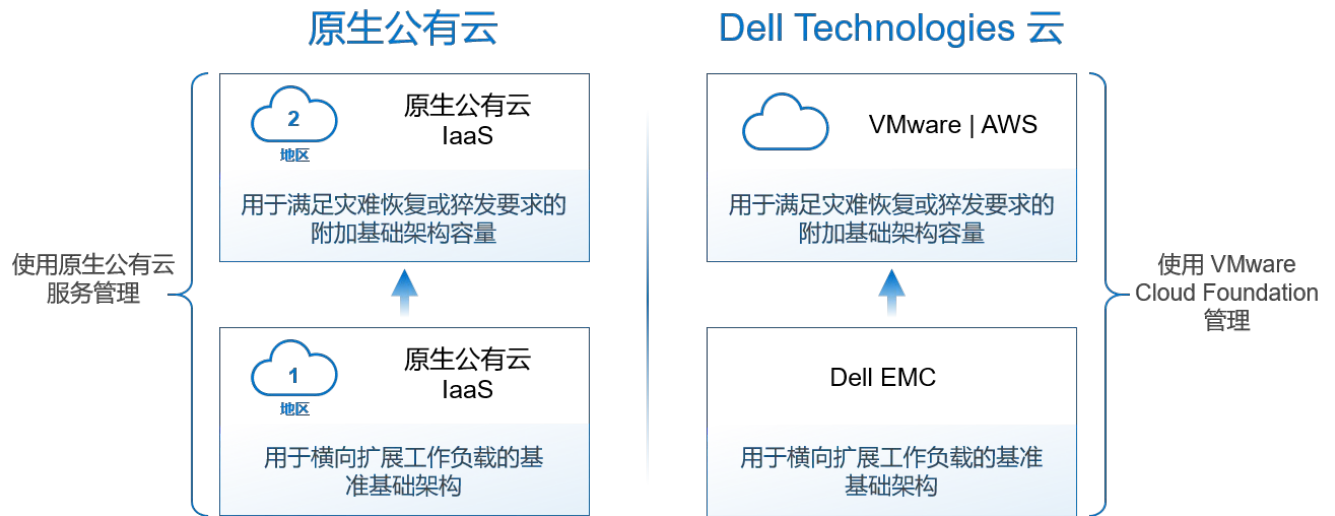 原生公有云
Dell Technologies 云
2
地区
原生公有云
IaaS
用于满足灾难恢复或猝发要求的
附加基础架构容量
VMware | AWS
用于满足灾难恢复或猝发要求的
附加基础架构容量
使用原生公有云
服务管理
使用 VMware
Cloud Foundation
管理
1
地区
原生公有云
IaaS
用于横向扩展工作负载的基
准基础架构
Dell EMC
用于横向扩展工作负载的基准
基础架构